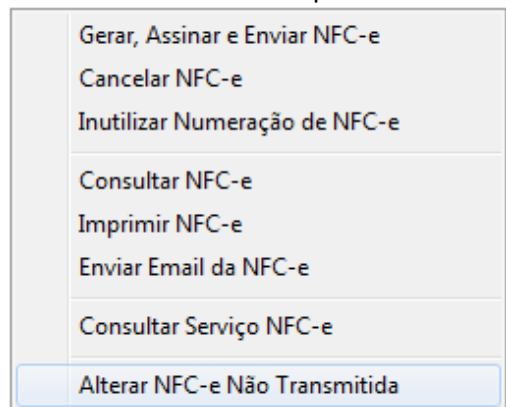 Gerar, Assinar e Enviar NFC-e
Cancelar NFC-e
Inutilizar Numeração de NFC-e
Consultar NFC-e
Imprimir NFC-e
Enviar Email da NFC-e
Consultar Serviço NFC-e
Alterar NFC-e Não Transmitida